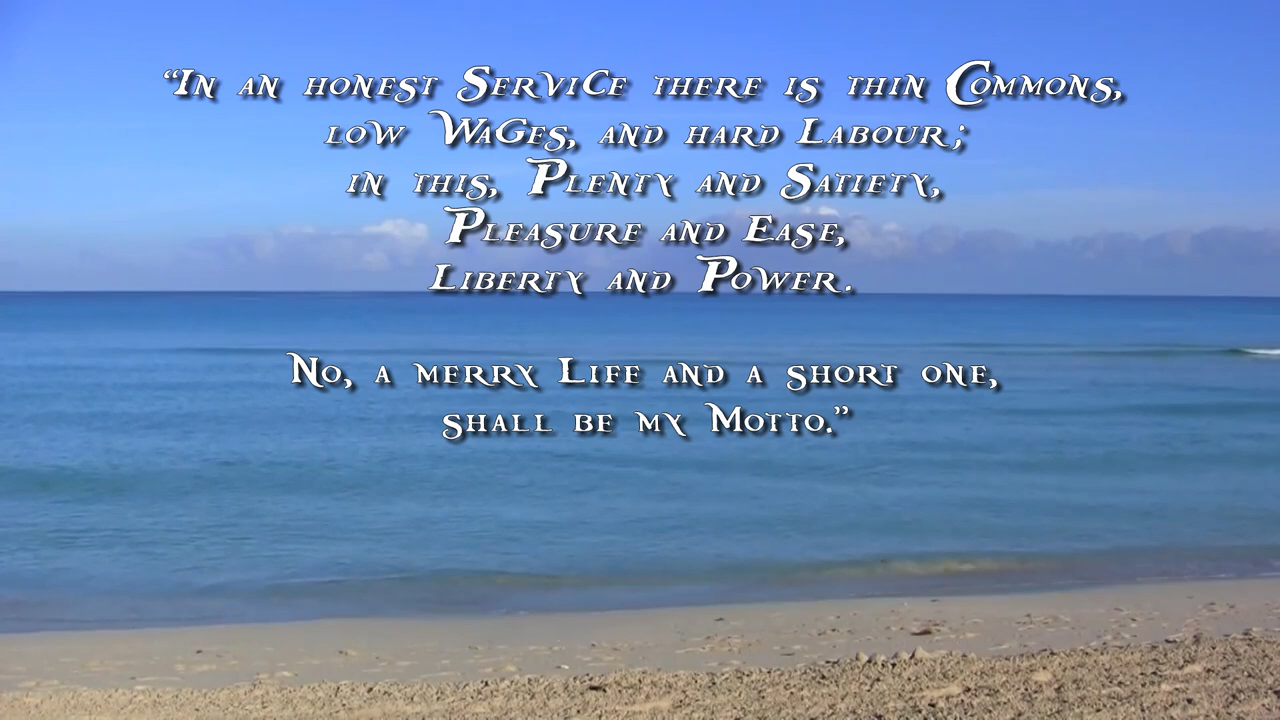 “In an honest Service there is thin Commons,
low Wages, and hard Labour;
in this, Plenty and Satiety,
Pleasure and Ease,
Liberty and Power.
No, a merry Life and a short one,
shall be my Motto.”